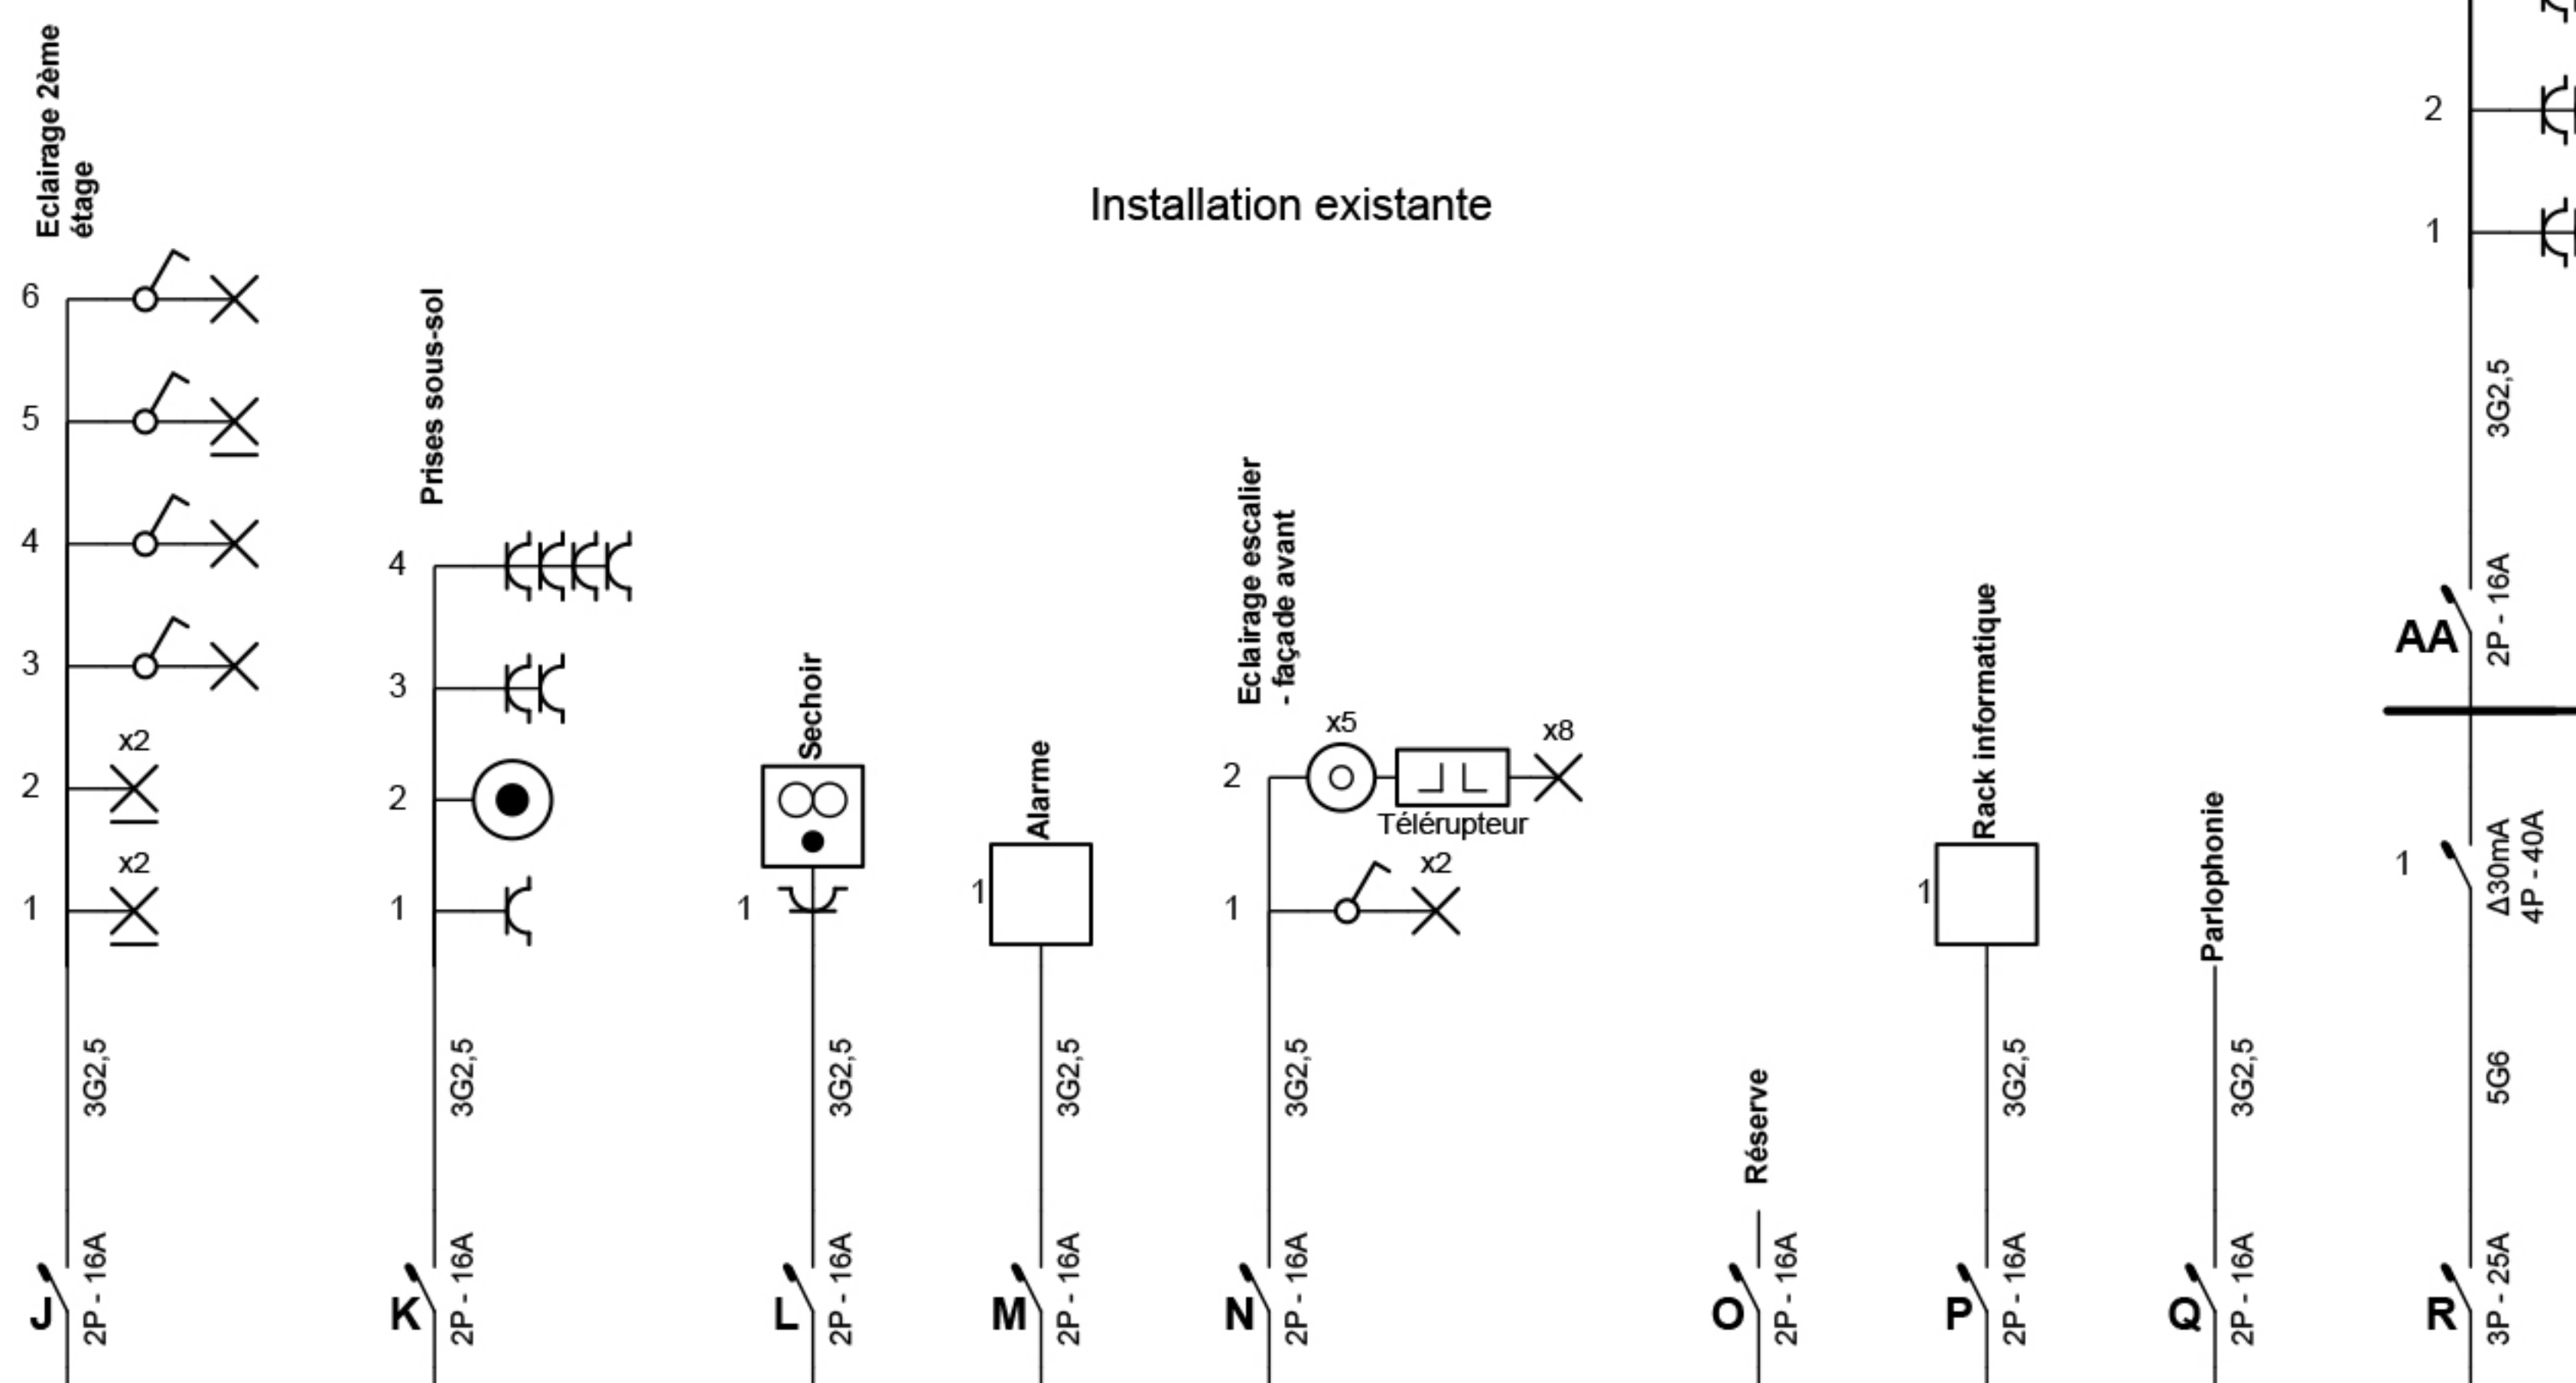 Eclairage 2ème
étage
6
5
4
3
x2
2
x2
1
3G2,5
J
2P - 16A
Prises sous-sol
4
3
2
1
3G2,5
K
2P - 16A
Sechoir
1
3G2,5
L
2P - 16A
Installation existante
Alarme
1
3G2,5
M
2P - 16A
Eclairage escalier
- façade avant
x5
x8
2
Télérupteur
x2
1
3G2,5
N
2P - 16A
Réserve
O
2P - 16A
Rack informatique
1
3G2,5
P
2P - 16A
Parlophonie
3G2,5
Q
2P - 16A
2
1
3G2,5
AA
2P - 16A
1
Δ30mA
4P - 40A
5G6
R
3P - 25A